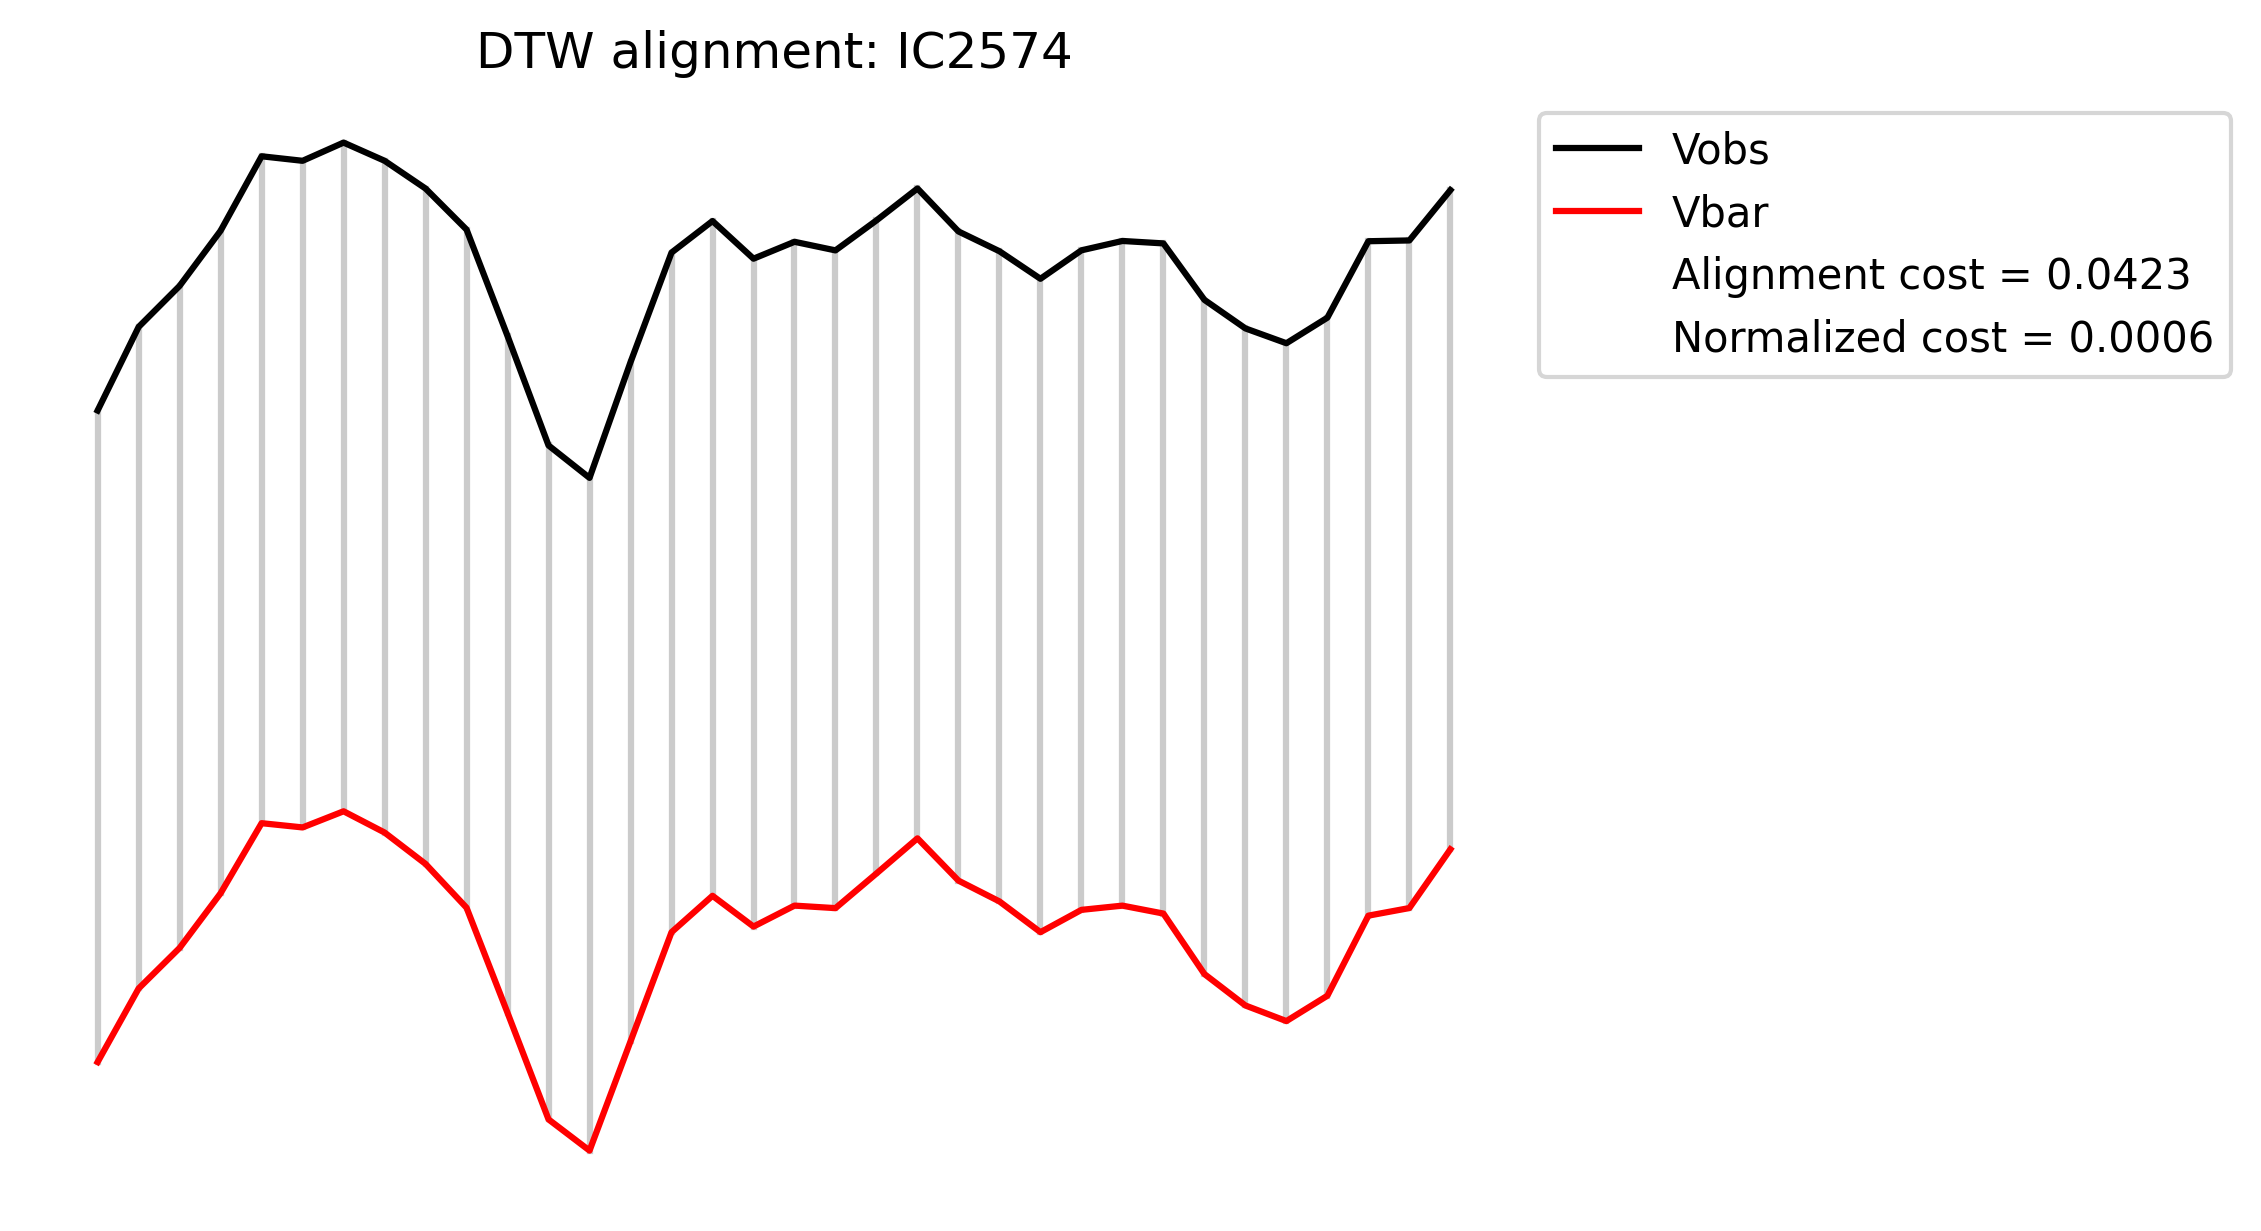 DTW alignment: IC2574
Vobs
Vbar
Alignment cost = 0.0423
Normalized cost = 0.0006